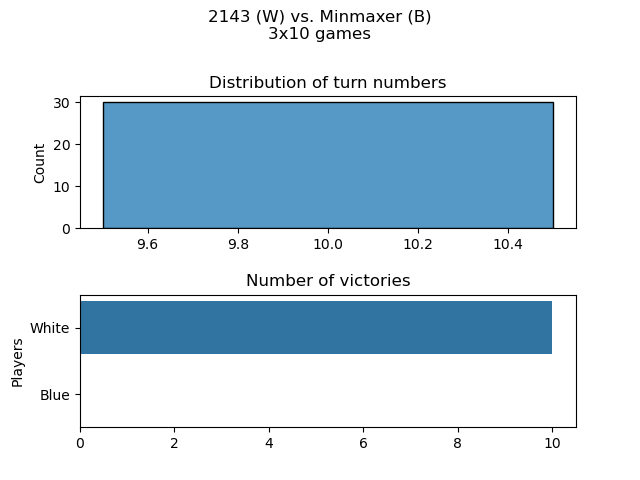 2143 (W) vs. Minmaxer (B)
3x10 games
Distribution of turn numbers
Count
30
20
10
0
9.6 9.8 10.0 10.2 10.4
Number of victories
Players
White
Blue
0 2 4 6 8 10